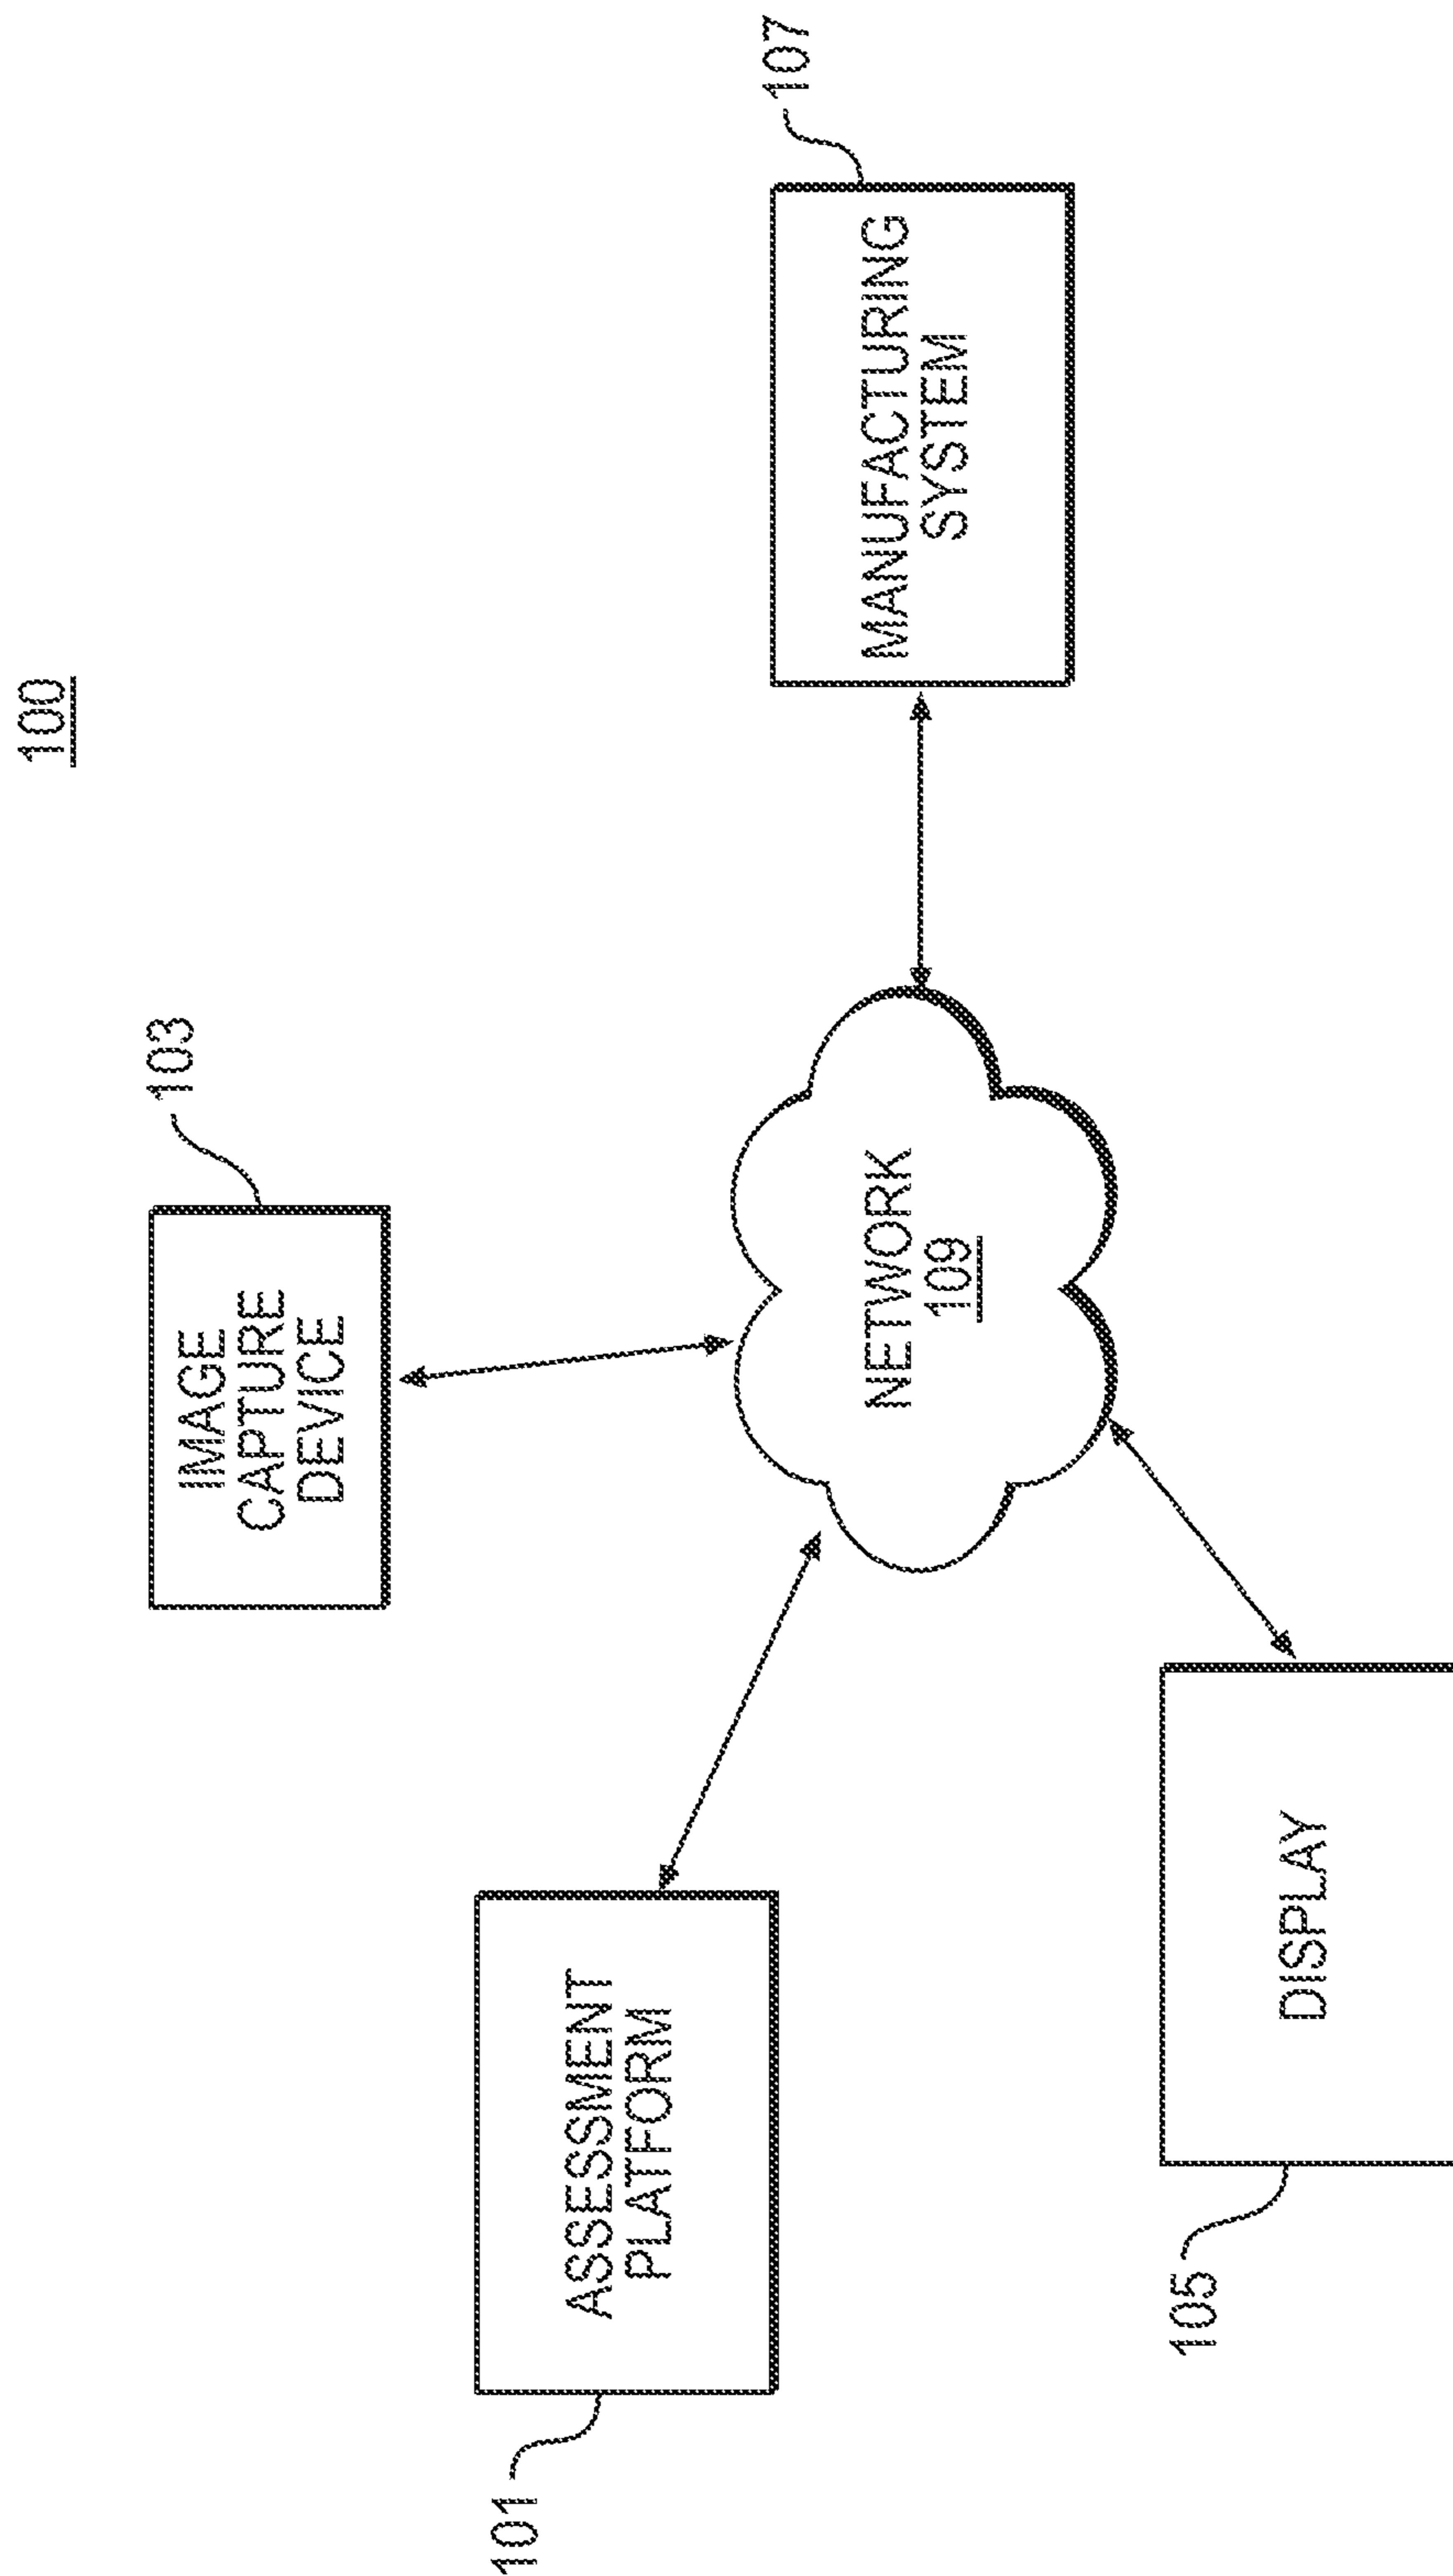 100
103
IMAGE
CAPTURE
DEVICE
101
ASSESSMENT
PLATFORM
107
MANUFACTURING
SYSTEM
NETWORK
109
105
DISPLAY